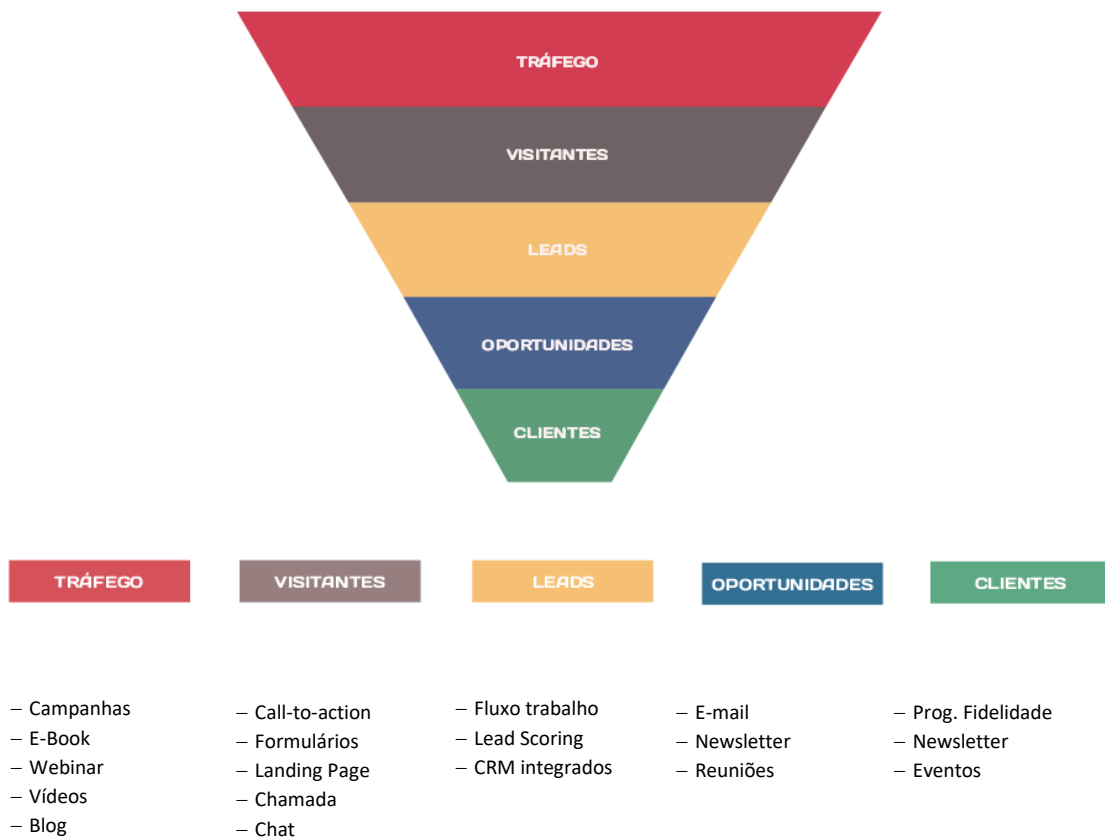 TRÁFEGO
VISITANTES
LEADS
OPORTUNIDADES
CLIENTES
TRÁFEGO
VISITANTES
LEADS
OPORTUNIDADES
CLIENTES
– Campanhas
– E-Book
– Webinar
– Vídeos
– Blog
– Call-to-action
– Formulários
– Landing Page
– Chamada
– Chat
– Fluxo trabalho
– Lead Scoring
– CRM integrados
– E-mail
– Newsletter
– Reuniões
– Prog. Fidelidade
– Newsletter
– Eventos